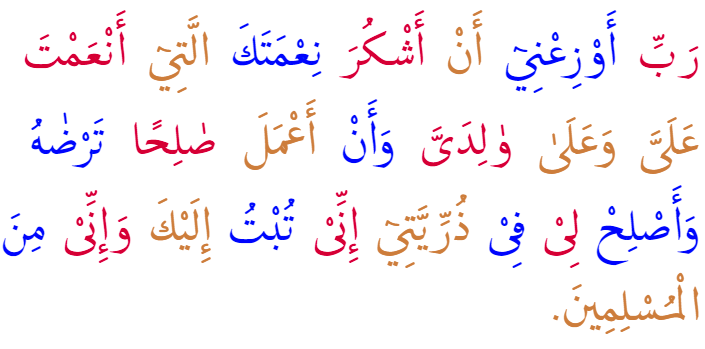 رَبِّ أَوْزِعْنِيٓ أَنْ أَشْكُرَ نِعْمَتَكَ الَّتِيٓ أَنْعَمْتَ
عَلَىَّ وَعَلَىٰ وٰلِدَىَّ وَأَنْ أَعْمَلَ صٰلِحًا تَرْضٰهُ
وَأَصْلِحْ لِىْ فِىْ ذُرِّيَّتِيٓ إِنِّىْ تُبْتُ إِلَيْكَ وَإِنِّىْ مِنَ
الْمُسْلِمِينَ.